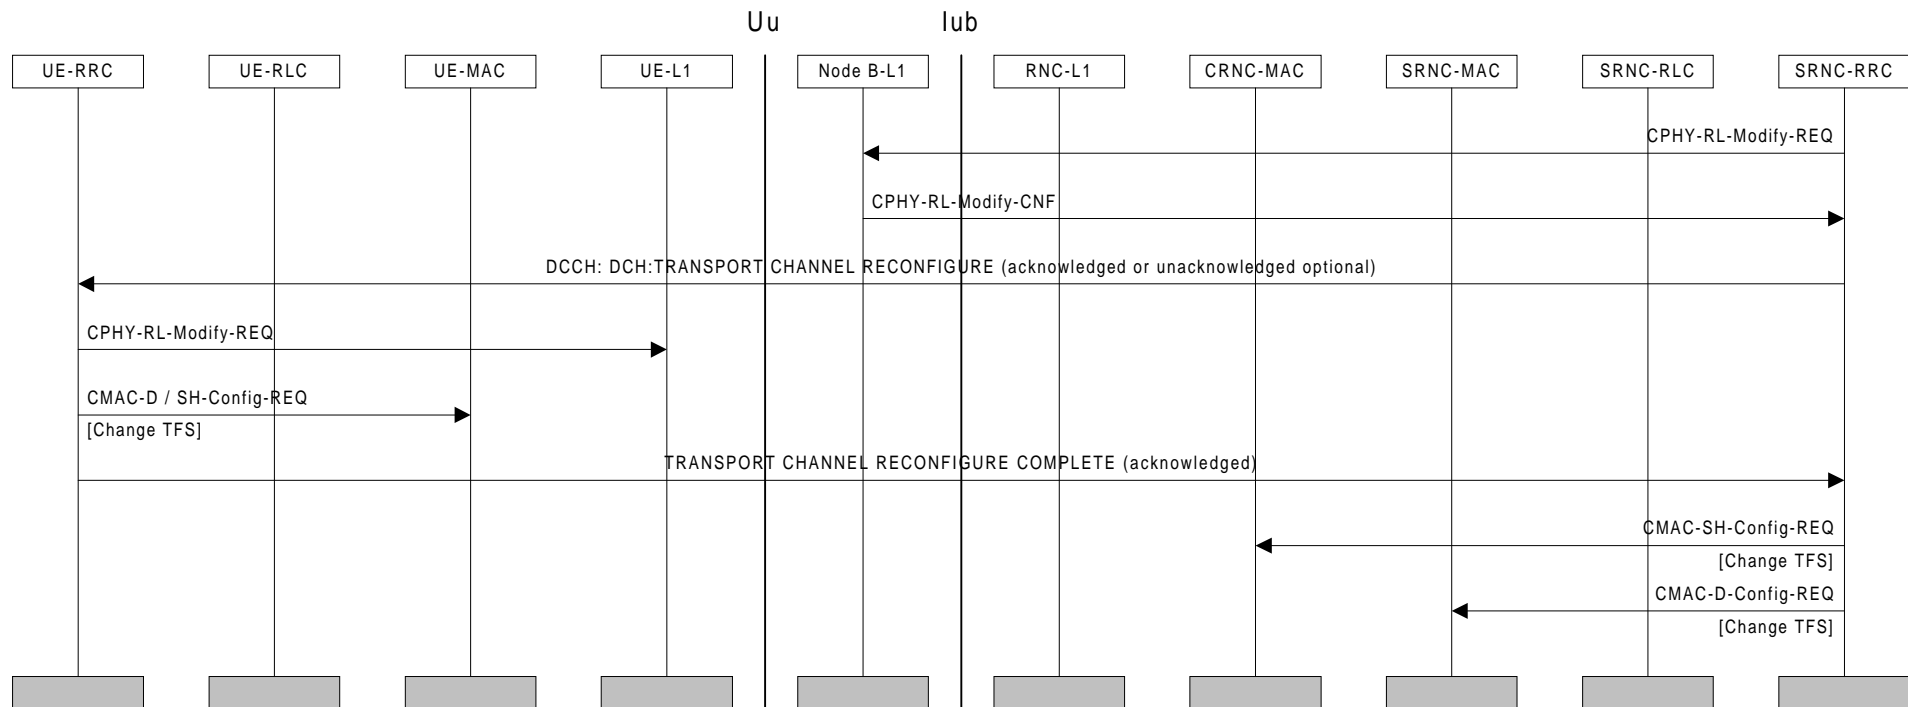 Uu Iub
UE-RRC UE-RLC UE-MAC UE-L1 Node B-L1 RNC-L1 CRNC-MAC SRNC-MAC SRNC-RLC SRNC-RRC
CPHY-RL-Modify-REQ
CPHY-RL-Modify-CNF
DCCH: DCH:TRANSPORT CHANNEL RECONFIGURE (acknowledged or unacknowledged optional)
CPHY-RL-Modify-REQ
CMAC-D / SH-Config-REQ
[Change TFS]
TRANSPORT CHANNEL RECONFIGURE COMPLETE (acknowledged)
CMAC-SH-Config-REQ
[Change TFS]
CMAC-D-Config-REQ
[Change TFS]